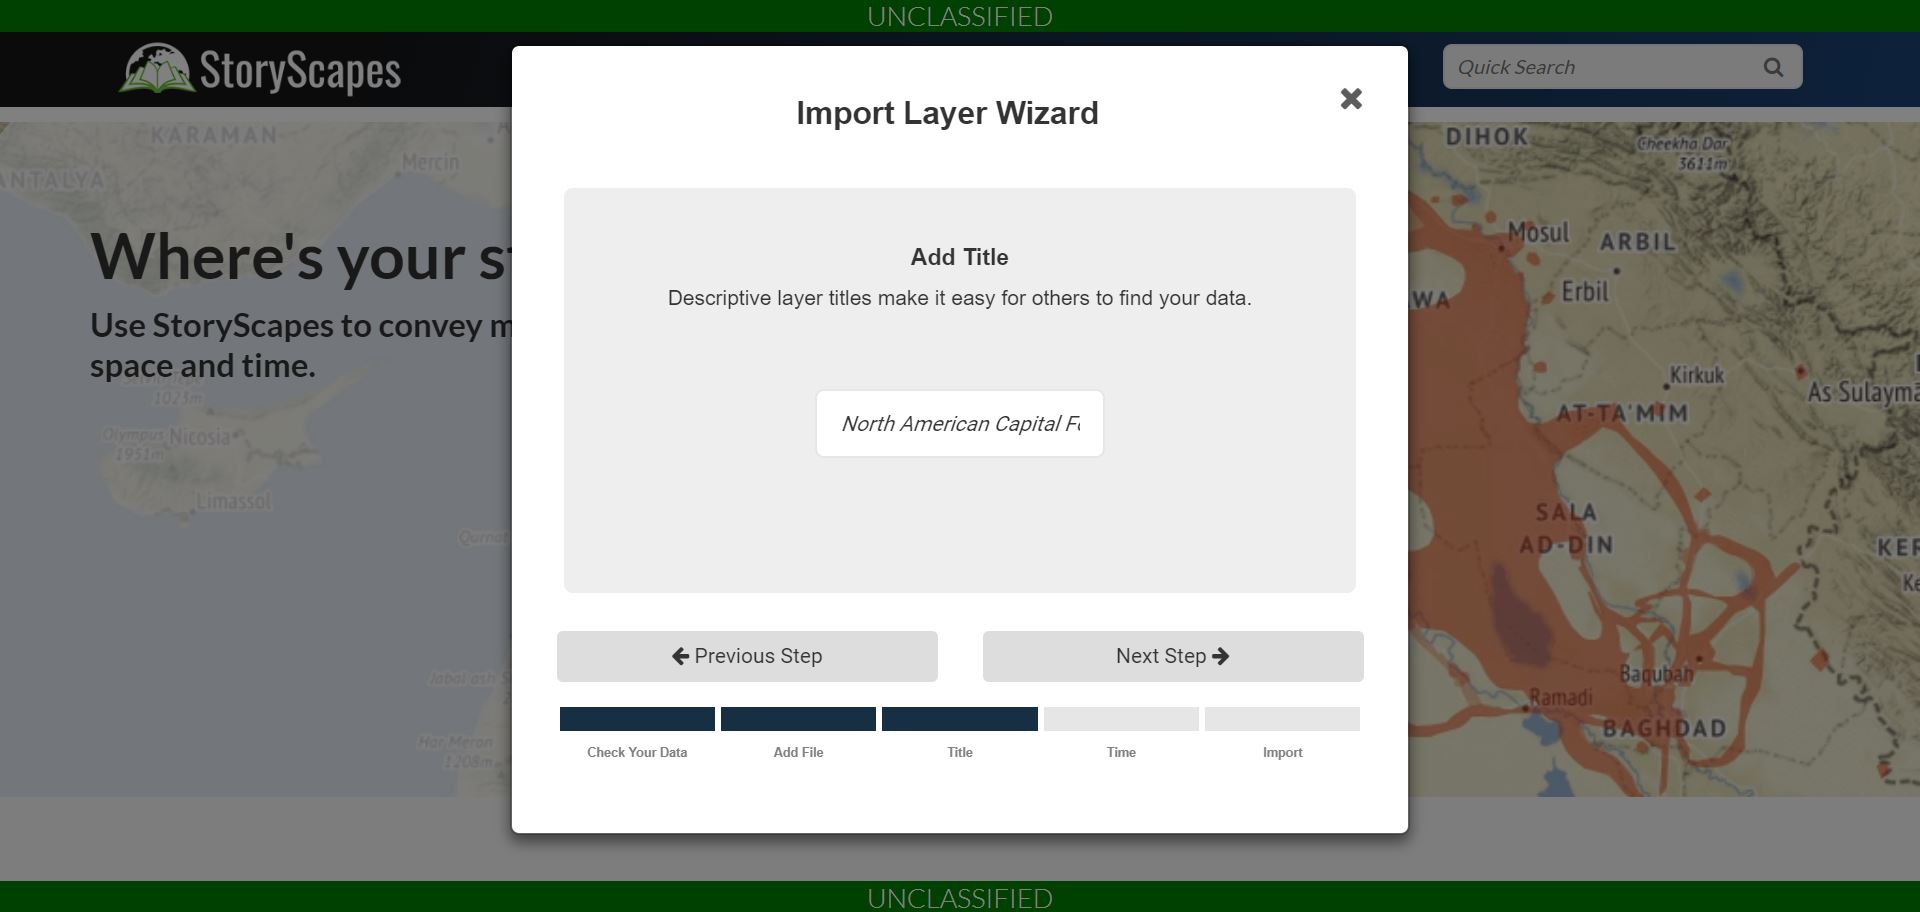 UNCLASSIFIED
StoryScapes
Quick Search
Import Layer Wizard
KARAMAN
Mercin
ANTALYA
DIHOK
Cheekha Dar
3611m
Where's your
Use StoryScapes to convey
space and time.
Add Title
Descriptive layer titles make it easy for others to find your data.
Mosul
ARBIL
Erbil
North American Capital
1023m
Olympus
1951m
Nicosia
Limassol
Kirkuk
As Sulayma
AT-TA'MIM
SALA
AD-DIN
Qurnat
KER
Previous Step
Next Step
Jabal ash
Har Meron
1208m
Baqubah
Ramadi
BAGHDAD
Check Your Data
Add File
Title
Time
Import
UNCLASSIFIED